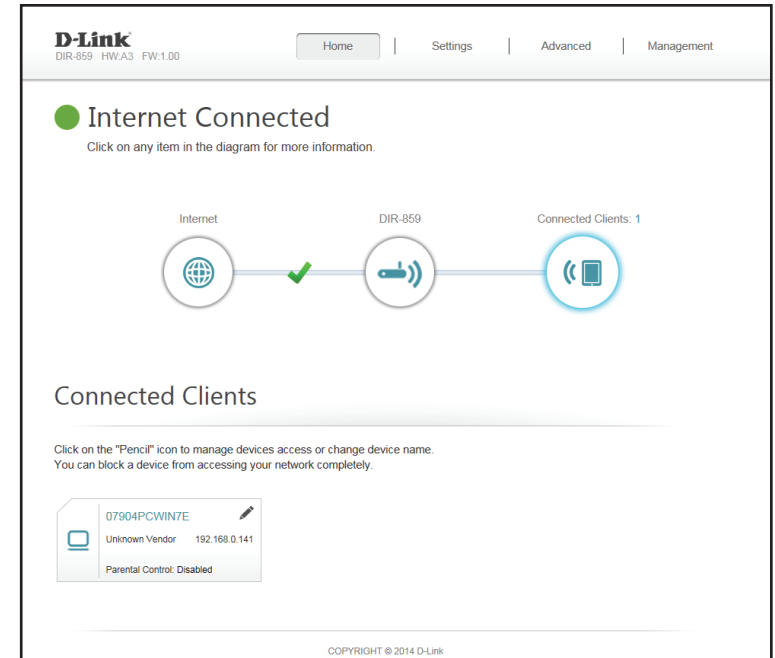 D-Link
DIR-859 HW:A3 FW:1.00
Home Settings Advanced Management
Internet Connected
Click on any item in the diagram for more information.
Internet DIR-859 Connected Clients: 1
Connected Clients
Click on the "Pencil" icon to manage devices access or change device name.
You can block a device from accessing your network completely.
07904PCWIN7E
Unknown Vendor 192.168.0.141
Parental Control: Disabled
COPYRIGHT © 2014 D-Link